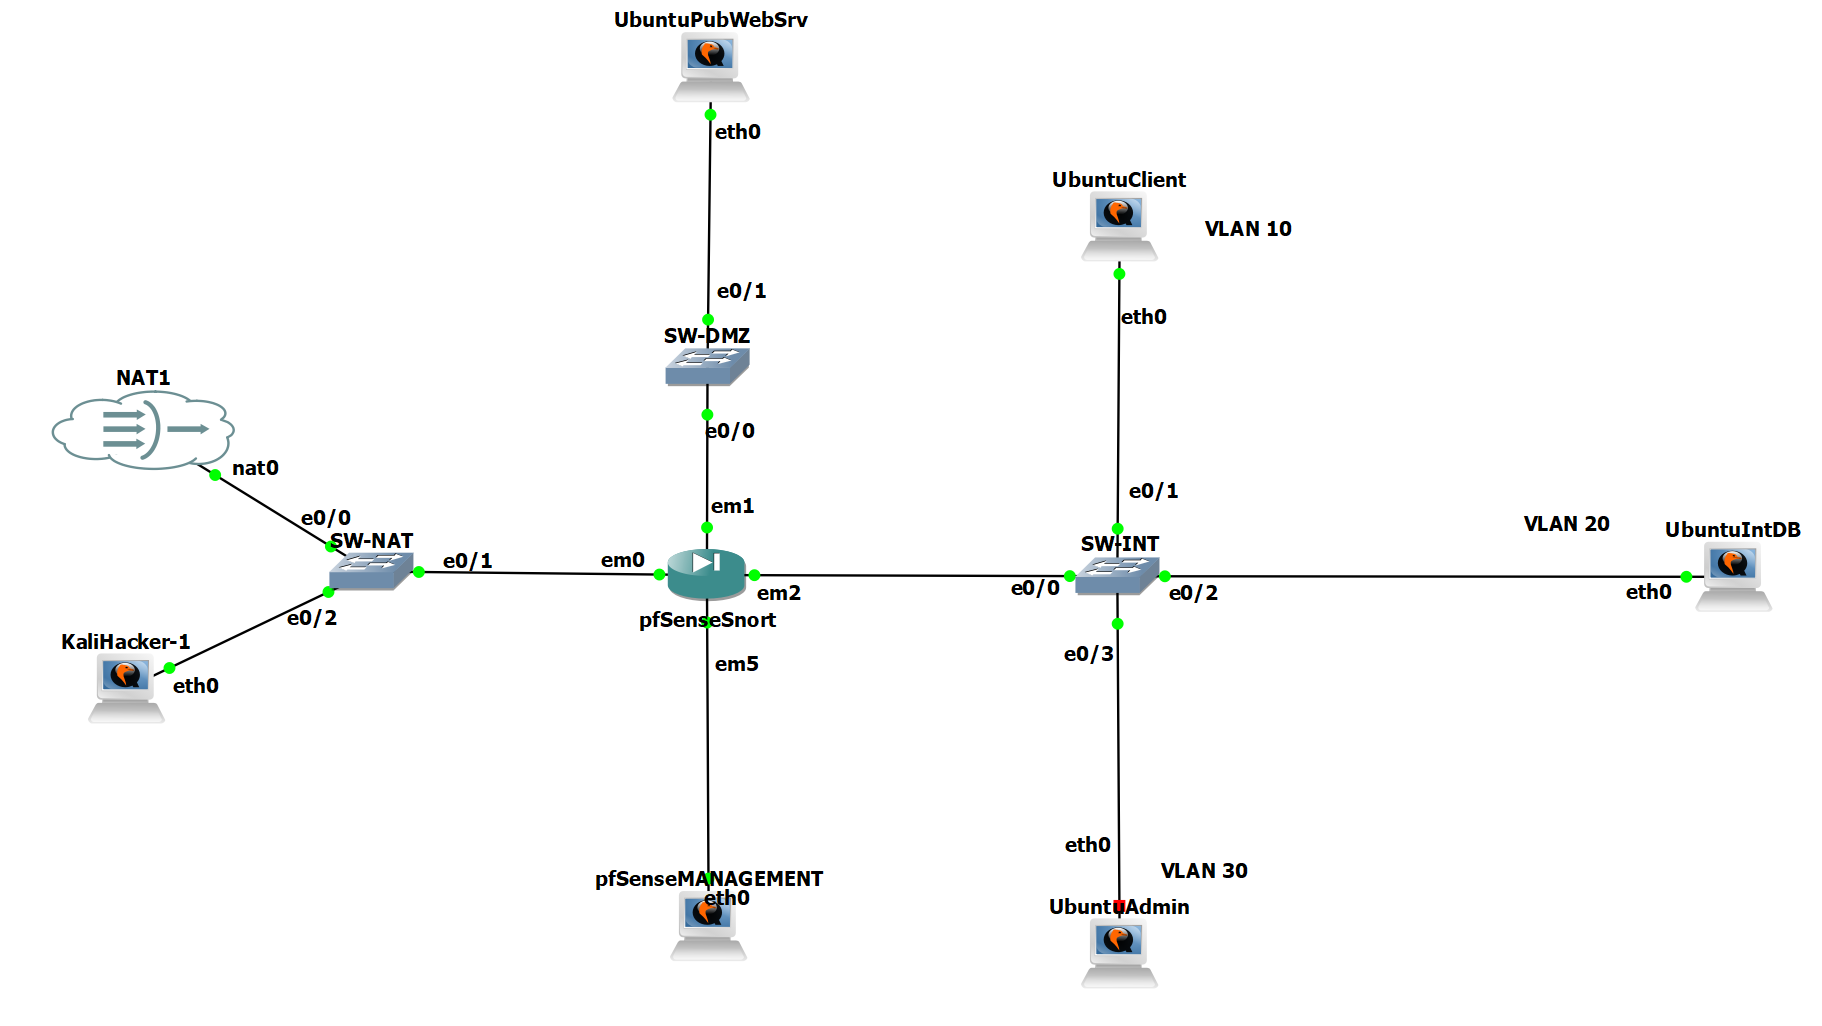 UbuntuPubWebSrv
eth0
UbuntuClient
VLAN 10
eth0
e0/1
SW-DMZ
NAT1
e0/0
nat0
e0/1
em1
e0/0
SW-NAT
e0/1
em0
em2
pfSenseSnort
SW-INT
e0/0
e0/2
VLAN 20
UbuntuIntDB
eth0
e0/2
KaliHacker-1
eth0
em5
e0/3
eth0
pfSenseMANAGEMENT
eth0
VLAN 30
UbuntuAdmin